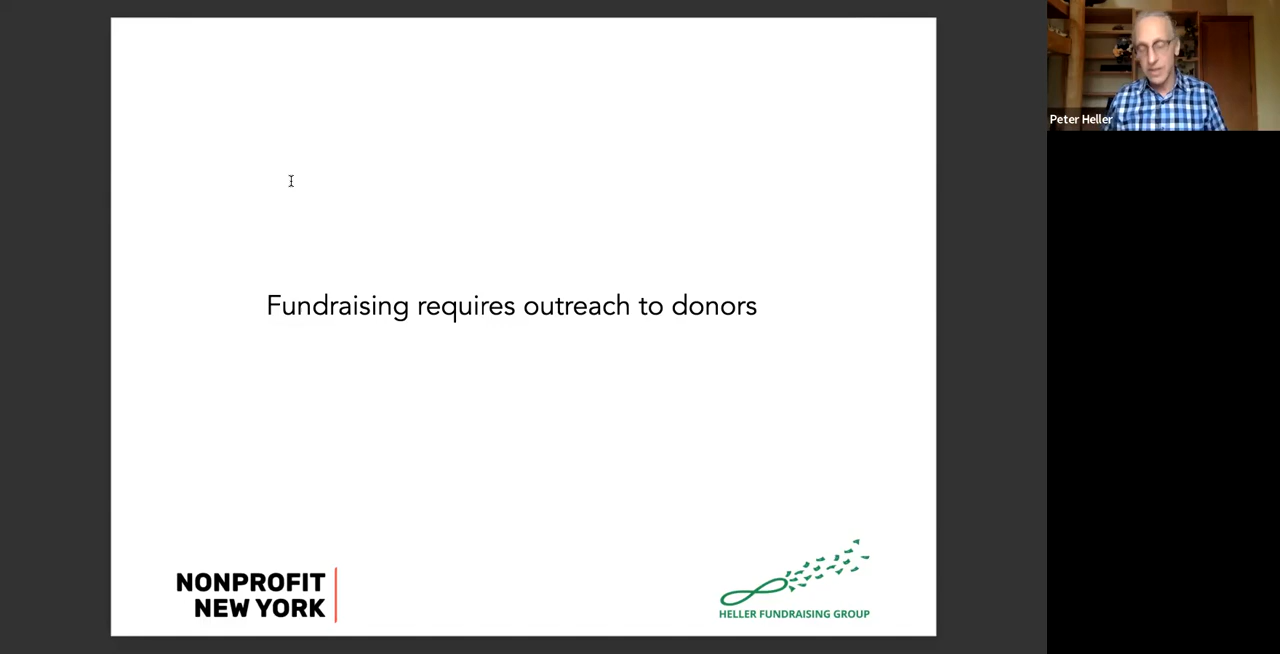 Peter Heller
Fundraising requires outreach to donors
NONPROFIT
NEW YORK
HELLER FUNDRAISING GROUP